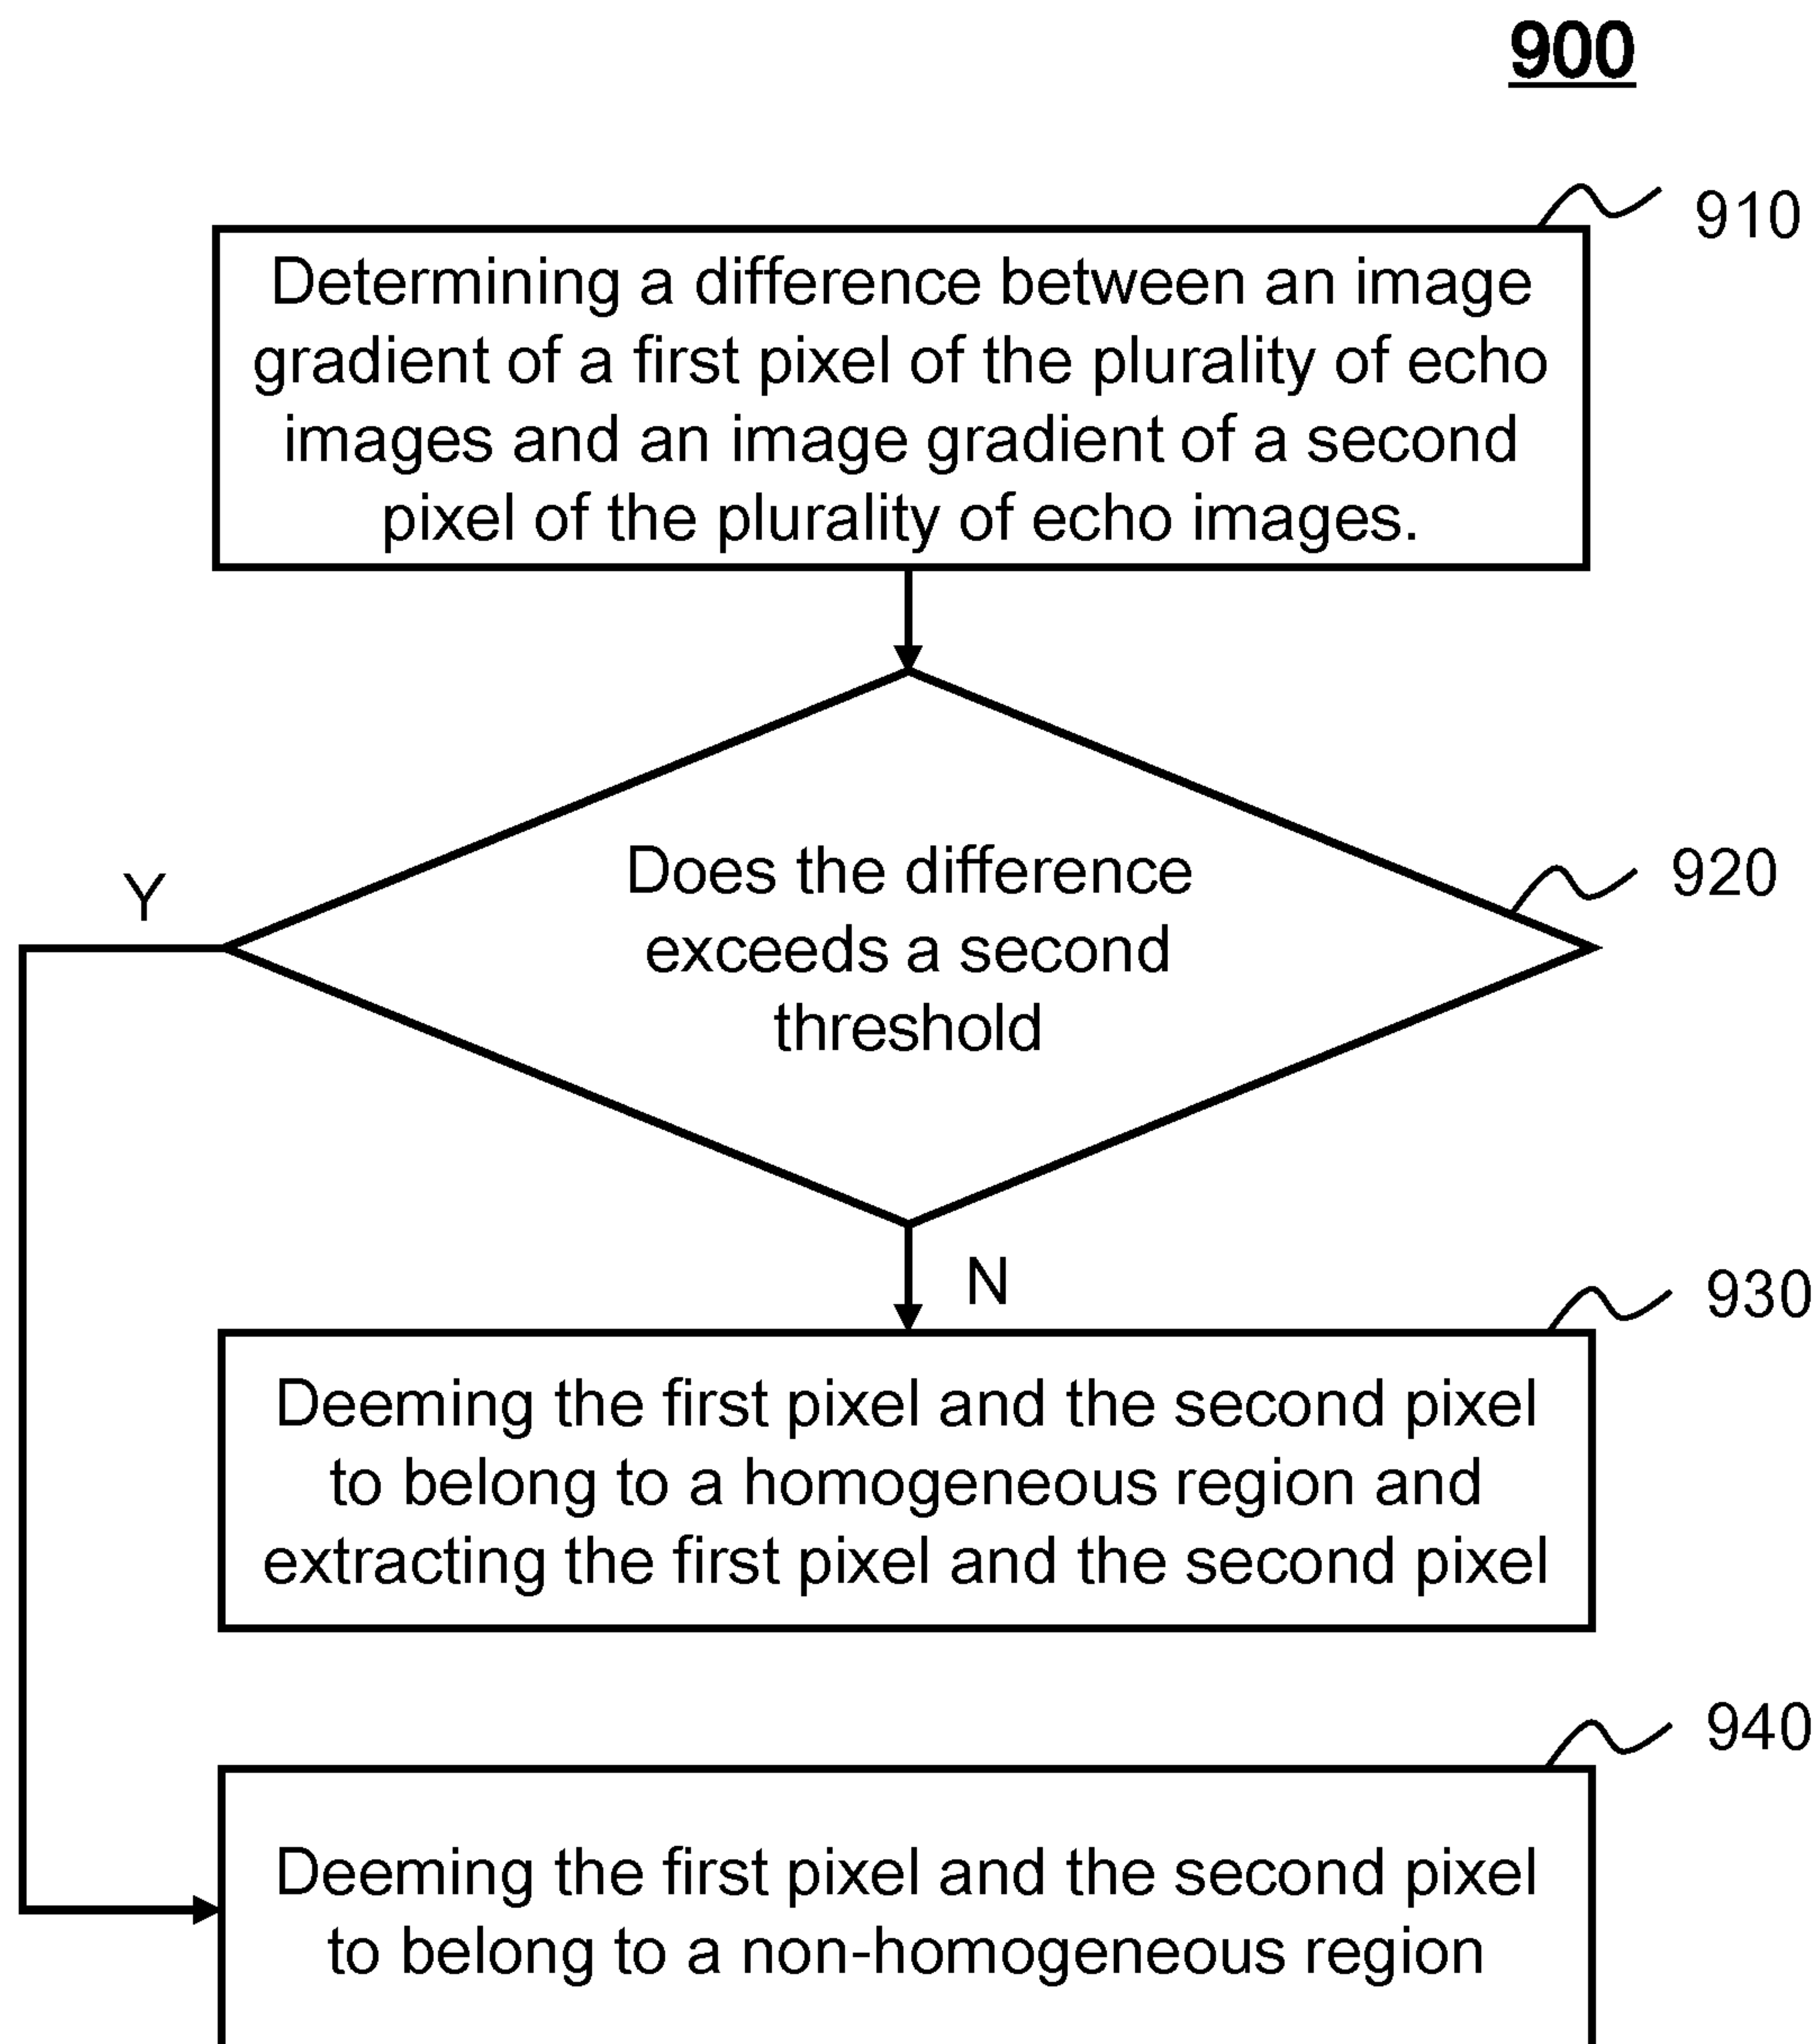 900
910
Determining a difference between an image
gradient of a first pixel of the plurality of echo
images and an image gradient of a second
pixel of the plurality of echo images.
920
Does the difference
exceeds a second
threshold
Y
N
930
Deeming the first pixel and the second pixel
to belong to a homogeneous region and
extracting the first pixel and the second pixel
940
Deeming the first pixel and the second pixel
to belong to a non-homogeneous region